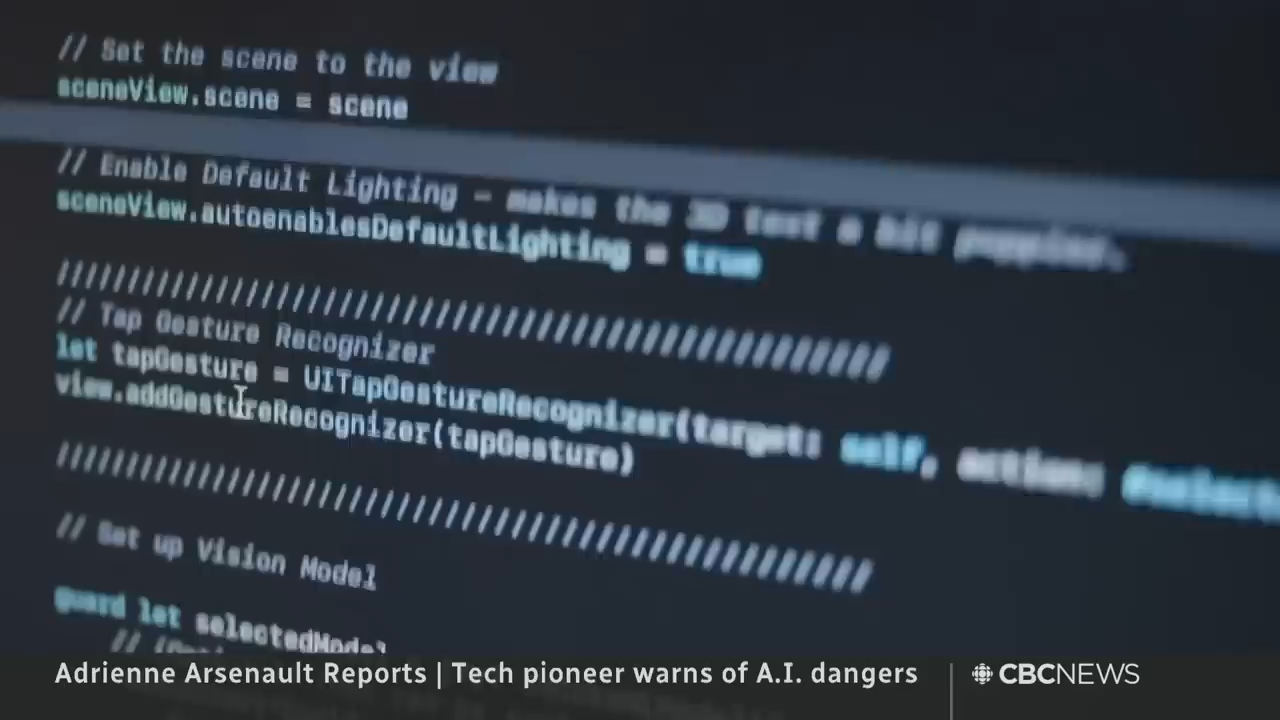 // Set the scene to the view
sceneView.scene = scene
// Enable Default Lighting - makes the 3D text a bit poppier.
sceneView.autoenablesDefaultLighting = true
//////////////////////////////////////////////////
// Tap Gesture Recognizer
let tapGesture = UITapGestureRecognizer(target: self, action: #select
view.addGestureRecognizer(tapGesture)
//////////////////////////////////////////////////
// Set up Vision Model
guard let selectedModel
Adrienne Arsenault Reports | Tech pioneer warns of A.I. dangers
CBCNEWS